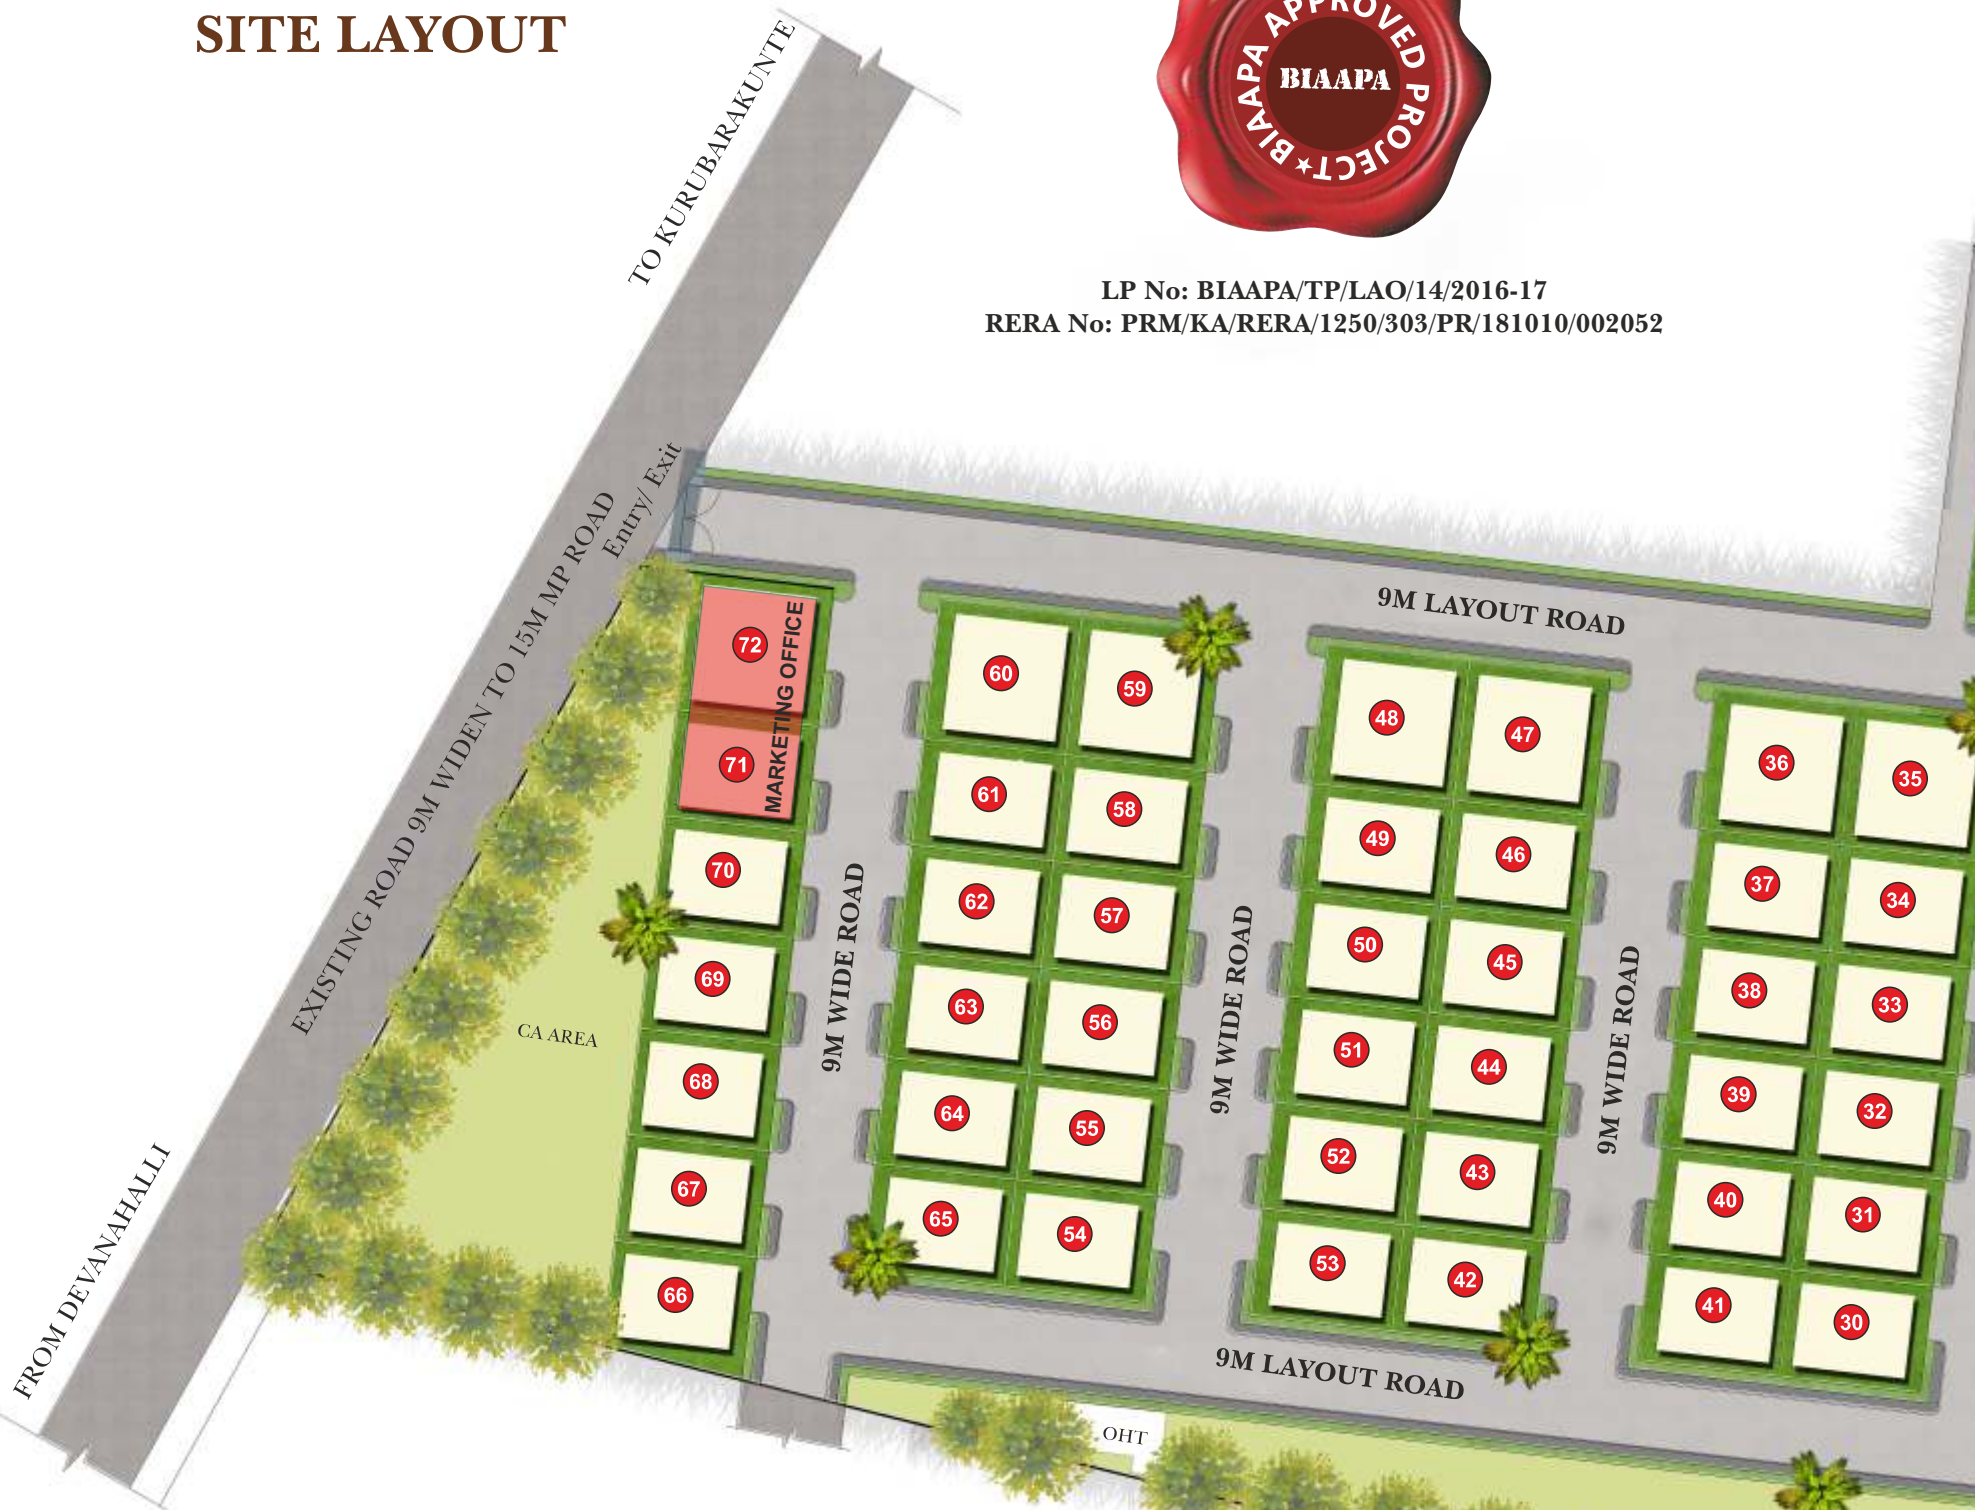 SITE LAYOUT
BIAAPA APPROVED PROJECT
BIAAPA
LP No: BIAAPA/TP/LAO/14/2016-17
RERA No: PRM/KA/RERA/1250/303/PR/181010/002052
TO KURUBARAKUNTE
Entry/ Exit
EXISTING ROAD 9M WIDEN TO 15M MP ROAD
FROM DEVANAHALLI
9M LAYOUT ROAD
MARKETING OFFICE
72
71
70
69
68
67
66
CA AREA
9M WIDE ROAD
60
59
61
58
62
57
63
56
64
55
65
54
9M WIDE ROAD
48
47
49
46
50
45
51
44
52
43
53
42
9M WIDE ROAD
36
35
37
34
38
33
39
32
40
31
41
30
9M LAYOUT ROAD
OHT